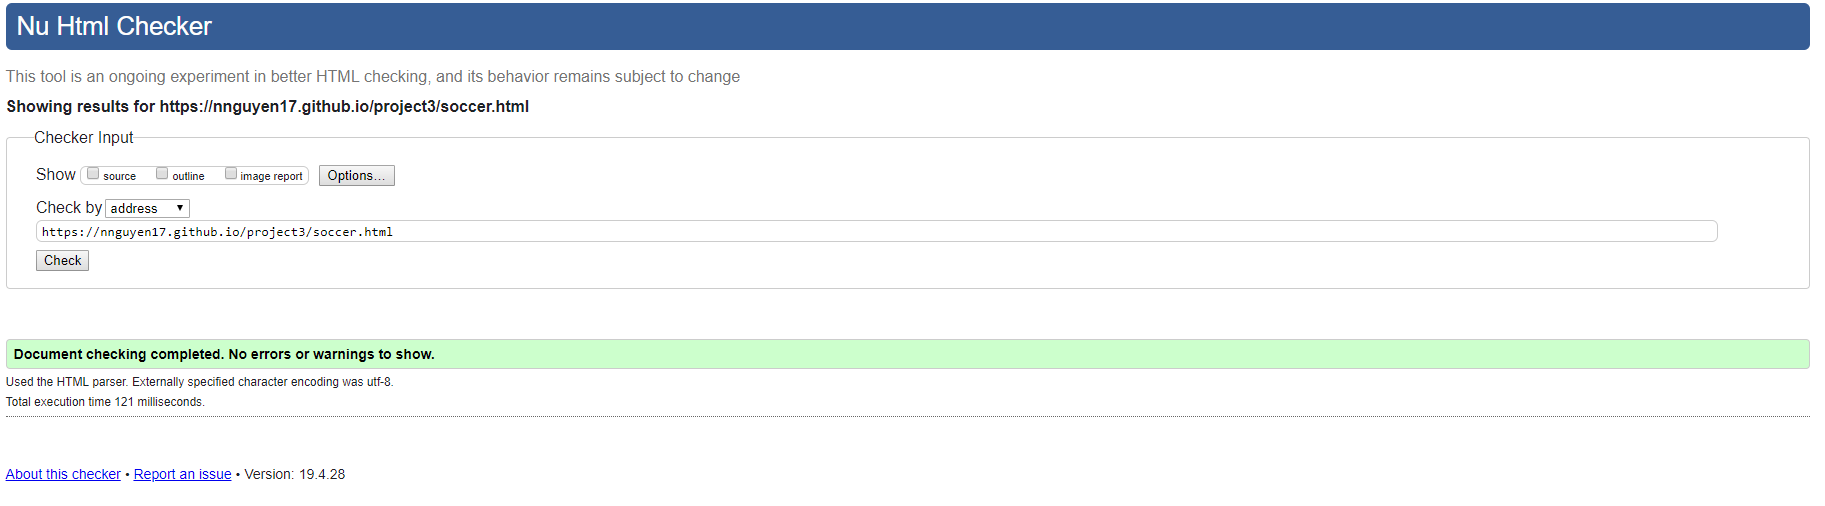 Nu Html Checker
This tool is an ongoing experiment in better HTML checking, and its behavior remains subject to change
Showing results for https://nnguyen17.github.io/project3/soccer.html
Checker Input
Show source outline image report Options...
Check by address
https://nnguyen17.github.io/project3/soccer.html
Check
Document checking completed. No errors or warnings to show.
Used the HTML parser. Externally specified character encoding was utf-8.
Total execution time 121 milliseconds.
About this checker • Report an issue • Version: 19.4.28